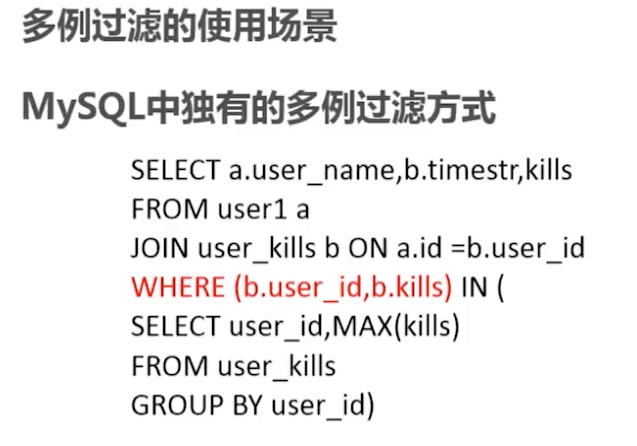 多例过滤的使用场景
MySQL中独有的多例过滤方式
SELECT a.user_name,b.timestr,kills
FROM user1 a
JOIN user_kills b ON a.id =b.user_id
WHERE (b.user_id,b.kills) IN (
SELECT user_id,MAX(kills)
FROM user_kills
GROUP BY user_id)